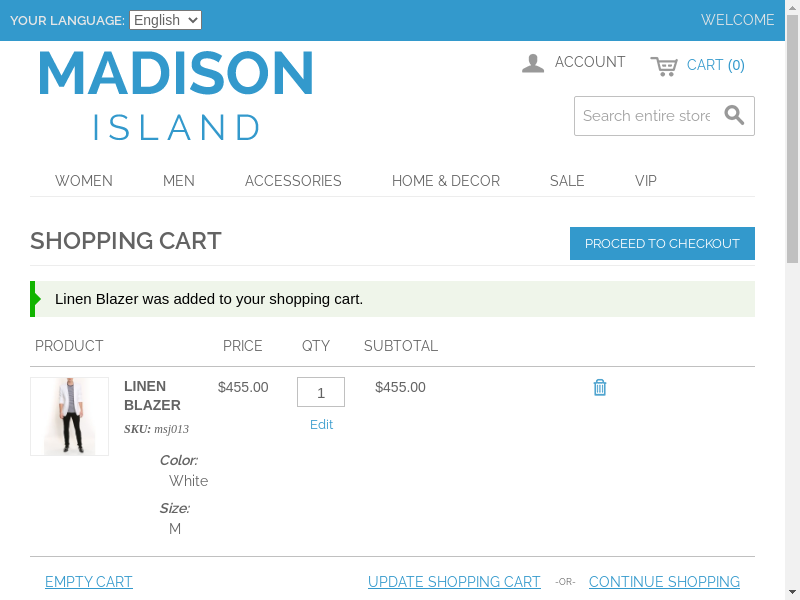 YOUR LANGUAGE: English WELCOME
MADISON
ISLAND
ACCOUNT CART (0)
Search entire store
WOMEN MEN ACCESSORIES HOME & DECOR SALE VIP
SHOPPING CART
PROCEED TO CHECKOUT
Linen Blazer was added to your shopping cart.
PRODUCT PRICE QTY SUBTOTAL
LINEN BLAZER $455.00 1 $455.00
SKU: msj013
Edit
Color:
White
Size:
M
EMPTY CART UPDATE SHOPPING CART -OR- CONTINUE SHOPPING